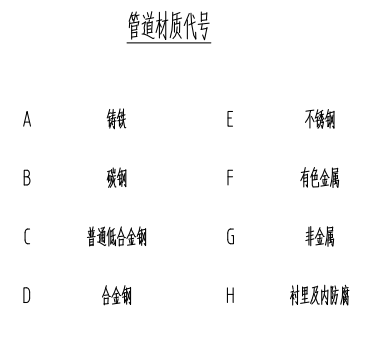 管道材质代号
A 铸铁 E 不锈钢
B 碳钢 F 有色金属
C 普通低合金钢 G 非金属
D 合金钢 H 衬里及内防腐